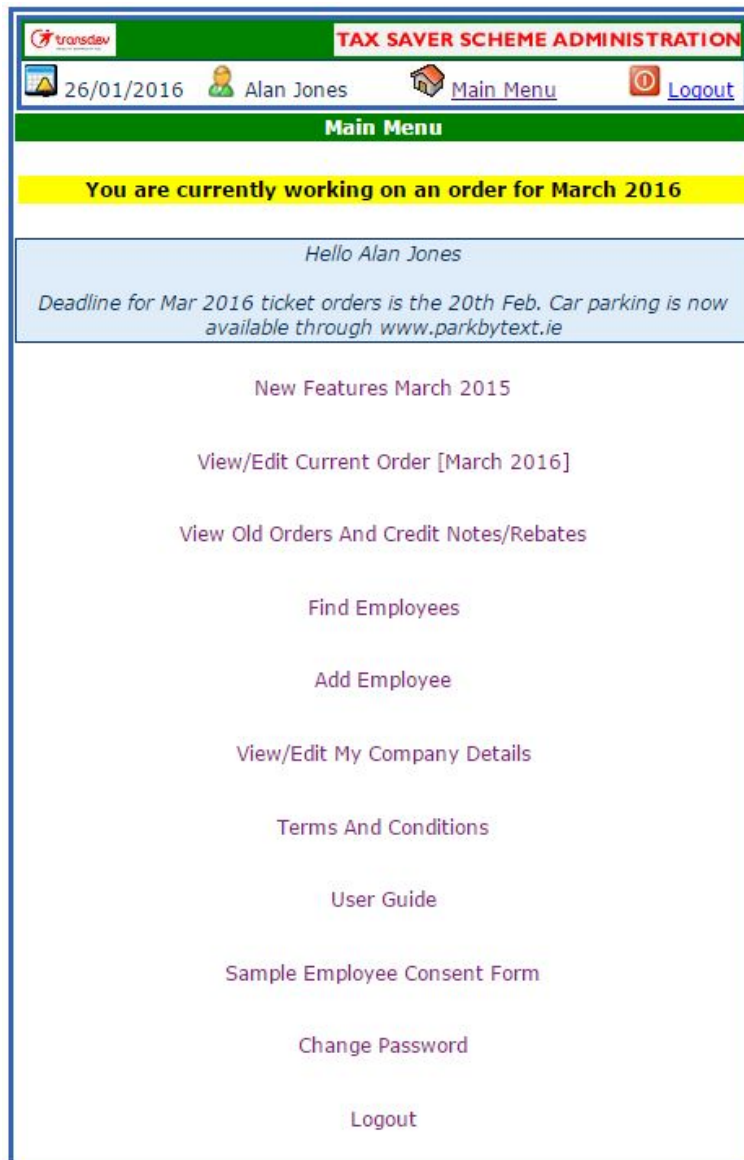 transdev
TAX SAVER SCHEME ADMINISTRATION
26/01/2016 Alan Jones Main Menu Logout
Main Menu
You are currently working on an order for March 2016
Hello Alan Jones
Deadline for Mar 2016 ticket orders is the 20th Feb. Car parking is now
available through www.parkbytext.ie
New Features March 2015
View/Edit Current Order [March 2016]
View Old Orders And Credit Notes/Rebates
Find Employees
Add Employee
View/Edit My Company Details
Terms And Conditions
User Guide
Sample Employee Consent Form
Change Password
Logout